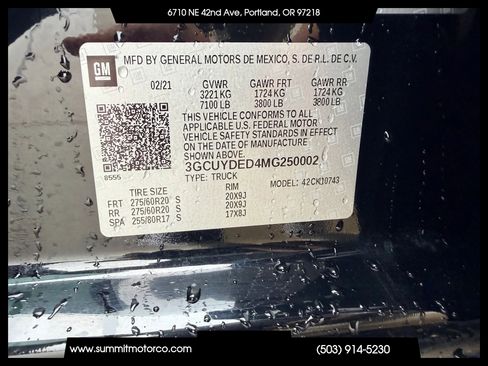 6710 NE 42nd Ave, Portland, OR 97218
GM
MFD BY GENERAL MOTORS DE MEXICO, S. DE R.L. DE C.V.
02/21 GVWR GAWR FRT GAWR RR
3221 KG 1724 KG 1724 KG
7100 LB 3800 LB 3800 LB
THIS VEHICLE CONFORMS TO ALL
APPLICABLE U.S. FEDERAL MOTOR
VEHICLE SAFETY STANDARDS IN EFFECT
ON THE DATE OF MANUFACTURE
SHOWN ABOVE.
8555 3GCUYDED4MG250002
TYPE: TRUCK MODEL: 42CK10743
TIRE SIZE RIM
FRT 275/60R20 S 20X9J
RR 275/60R20 S 20X9J
SPA 255/80R17 S 17X8J
www.summitmotorco.com (503) 914-5230